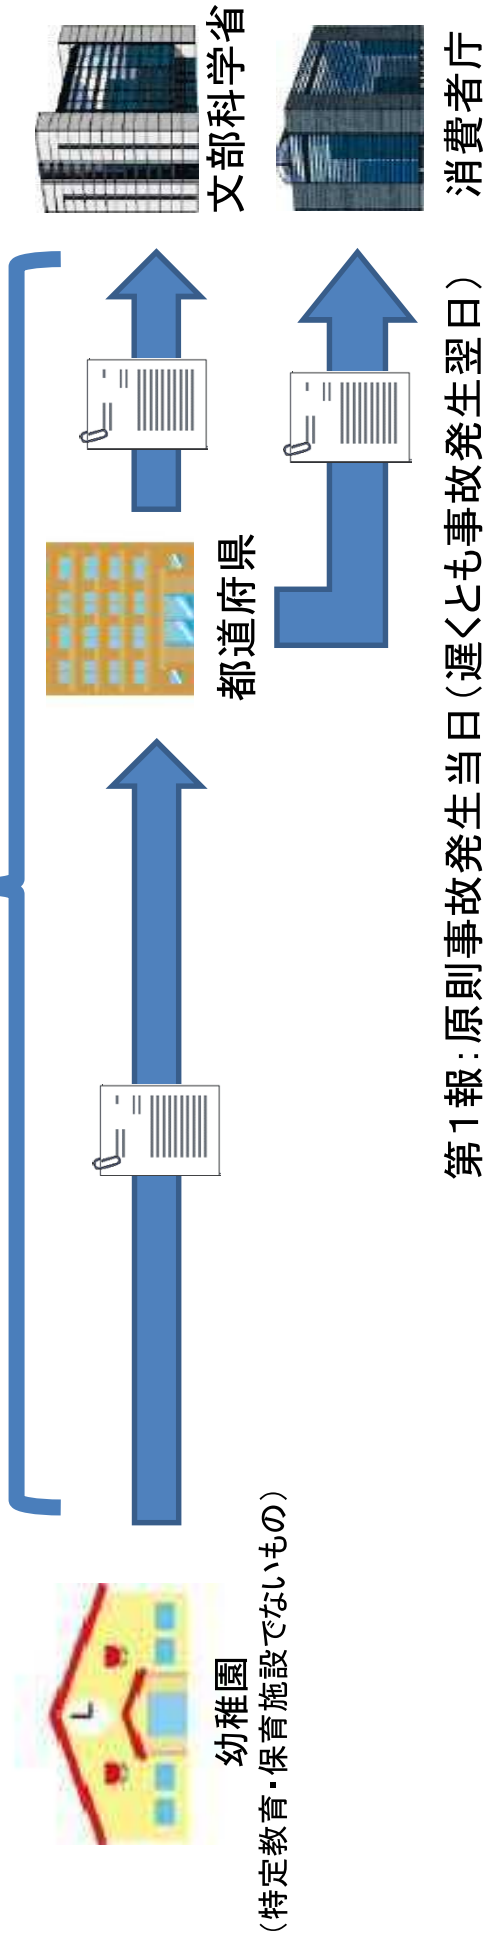 文部科学省
消費者庁
都道府県
幼稚園
（特定教育・保育施設でないもの）
第１報：原則事故発生当日（遅くとも事故発生翌日）